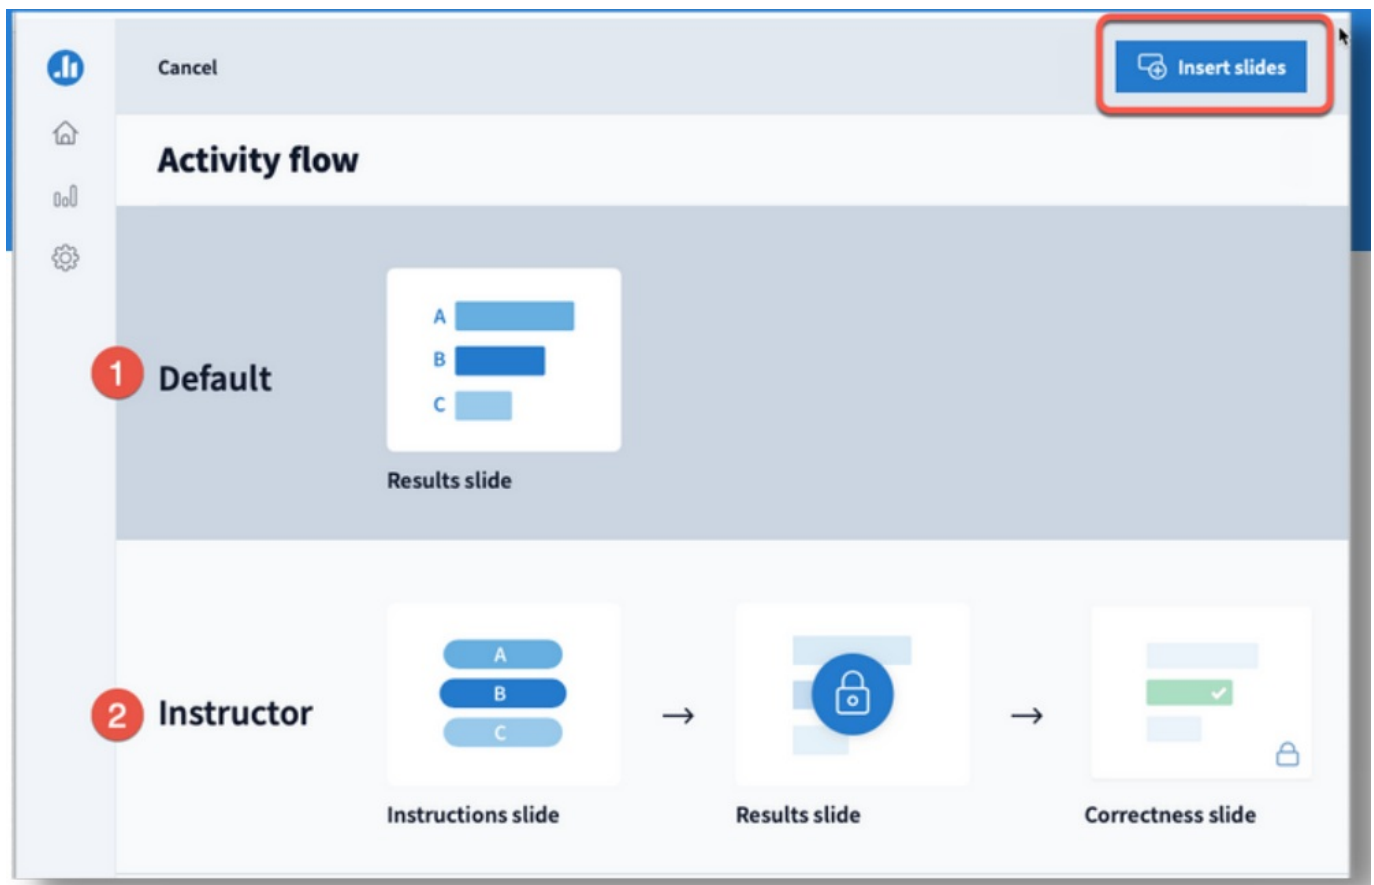 Cancel
Insert slides
Activity flow
1
Default
A
B
C
Results slide
2
Instructor
A
B
C
Instructions slide
Results slide
Correctness slide